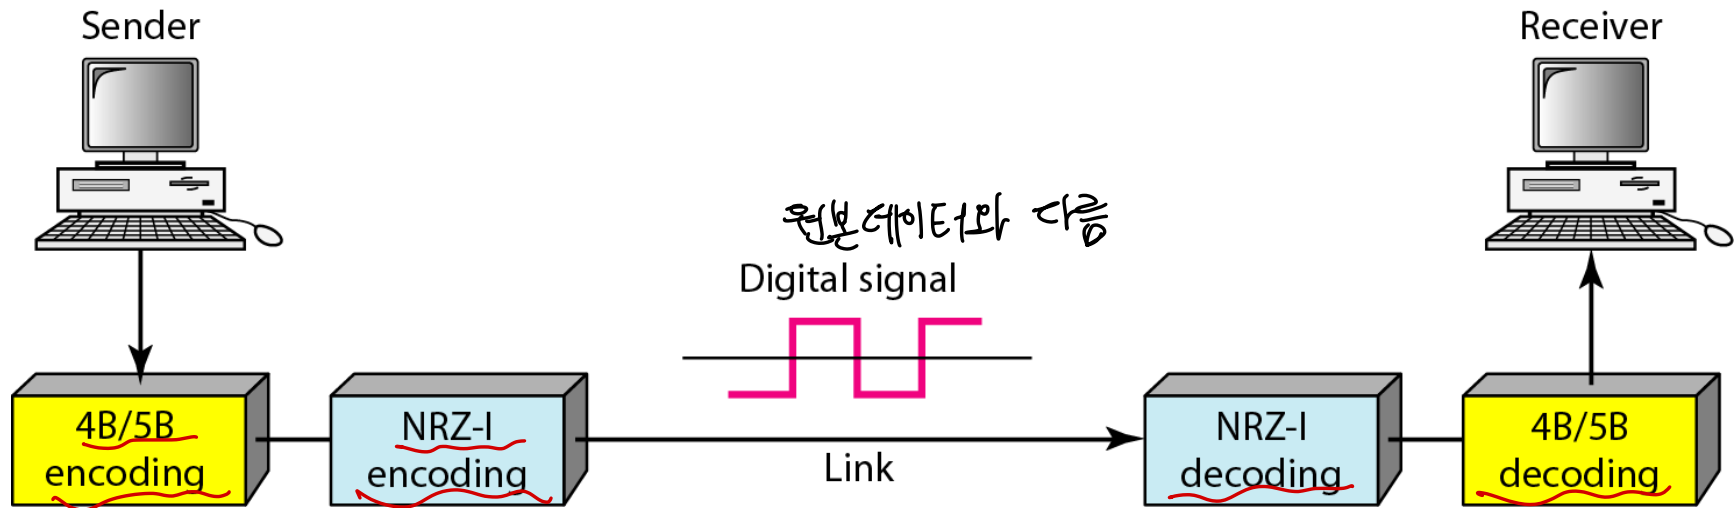 Sender
Receiver
원본데이터와 다름
Digital signal
4B/5B
encoding
NRZ-I
encoding
Link
NRZ-I
decoding
4B/5B
decoding